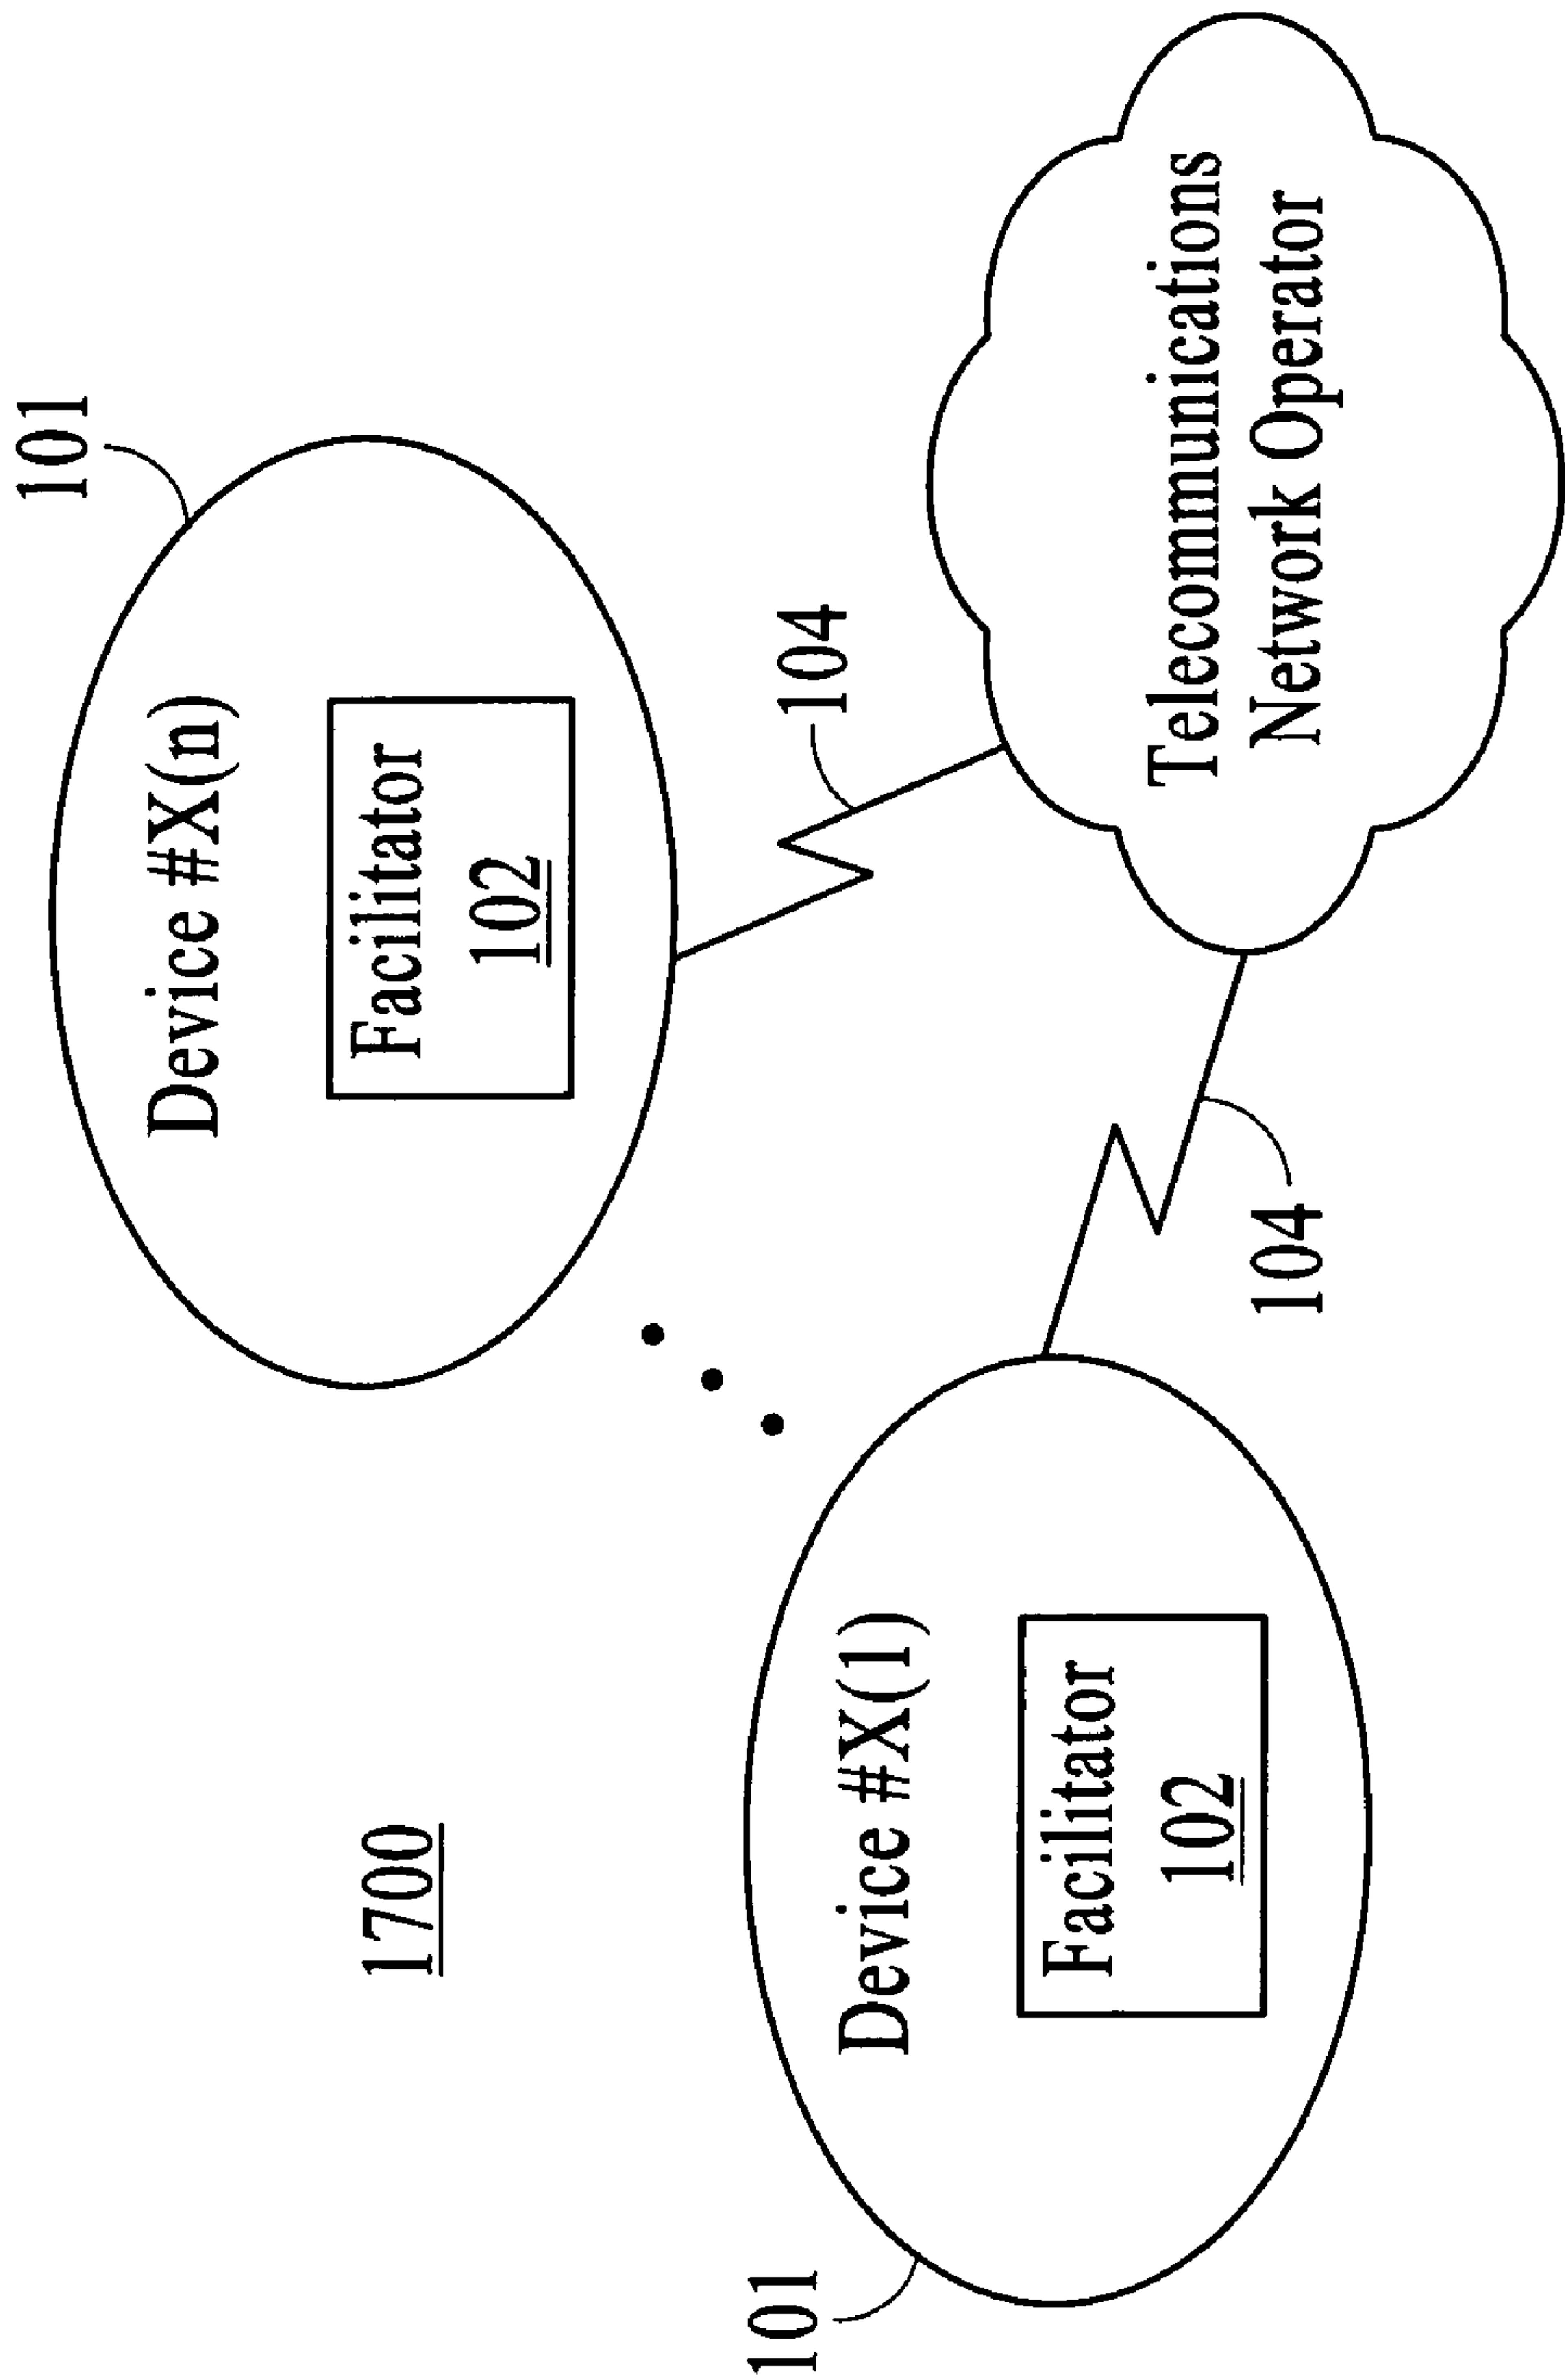 101
Device #X(n)
Facilitator
102
1700
104
101
Device #X(1)
Facilitator
102
104
Telecommunications
Network Operator